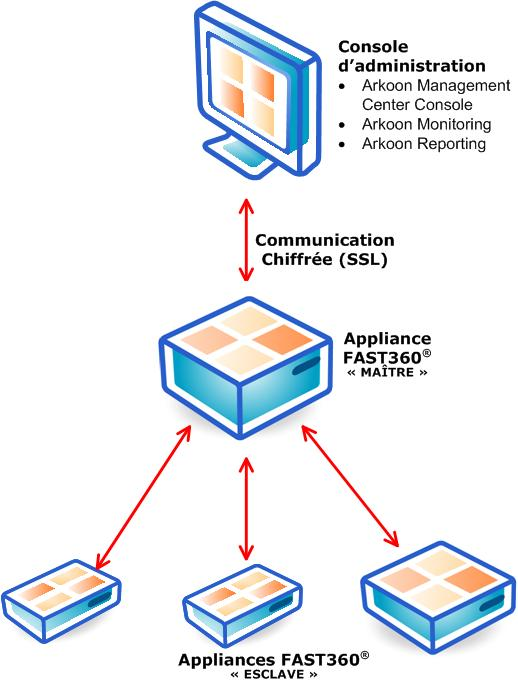 Console
d'administration
• Arkoon Management
Center Console
• Arkoon Monitoring
• Arkoon Reporting
Communication
Chiffrée (SSL)
Appliance
FAST360®
« MAÎTRE »
Appliances FAST360®
« ESCLAVE »